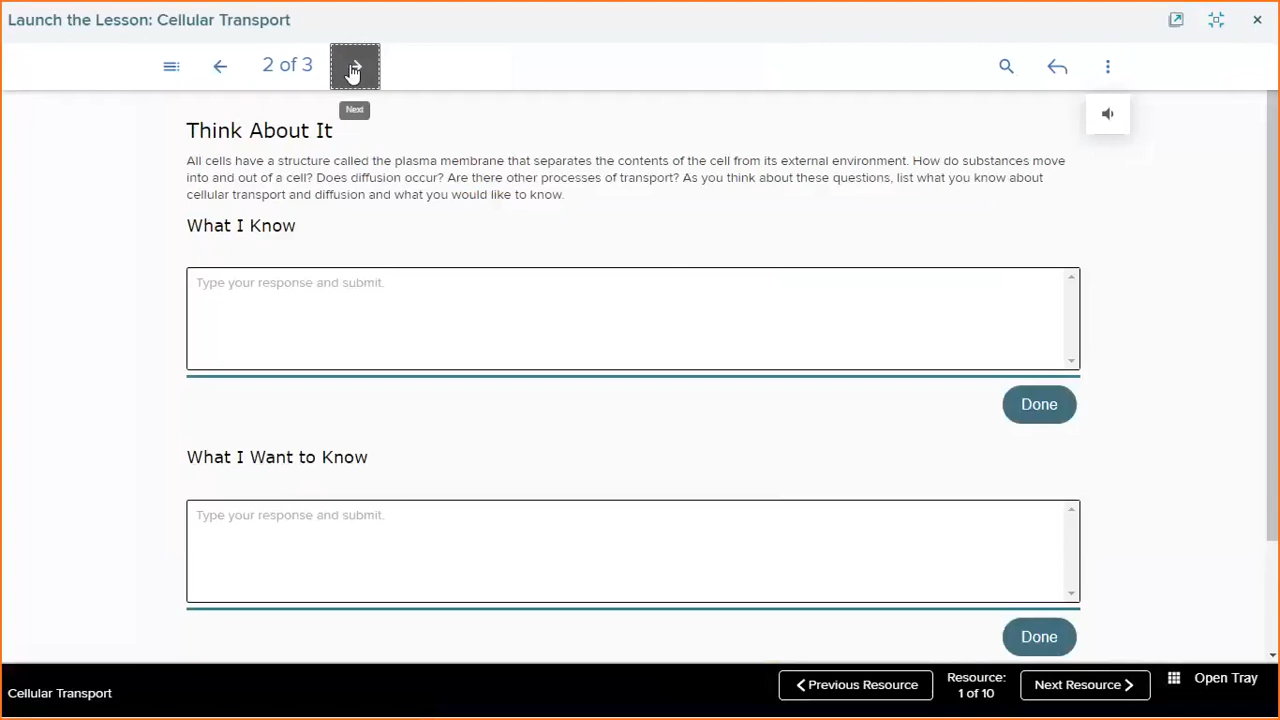 Launch the Lesson: Cellular Transport
2 of 3
Next
Think About It
All cells have a structure called the plasma membrane that separates the contents of the cell from its external environment. How do substances move
into and out of a cell? Does diffusion occur? Are there other processes of transport? As you think about these questions, list what you know about
cellular transport and diffusion and what you would like to know.
What I Know
Type your response and submit.
Done
What I Want to Know
Type your response and submit.
Done
Cellular Transport
Previous Resource
Resource:
1 of 10
Next Resource
Open Tray